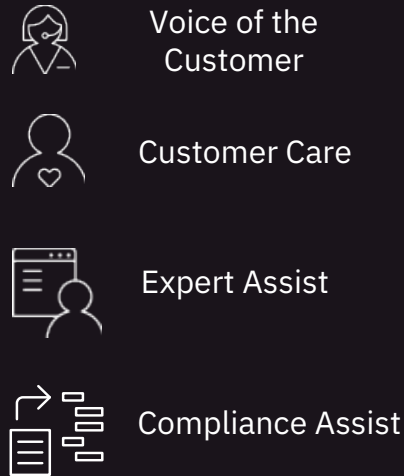 Voice of the
Customer
Customer Care
Expert Assist
Compliance Assist